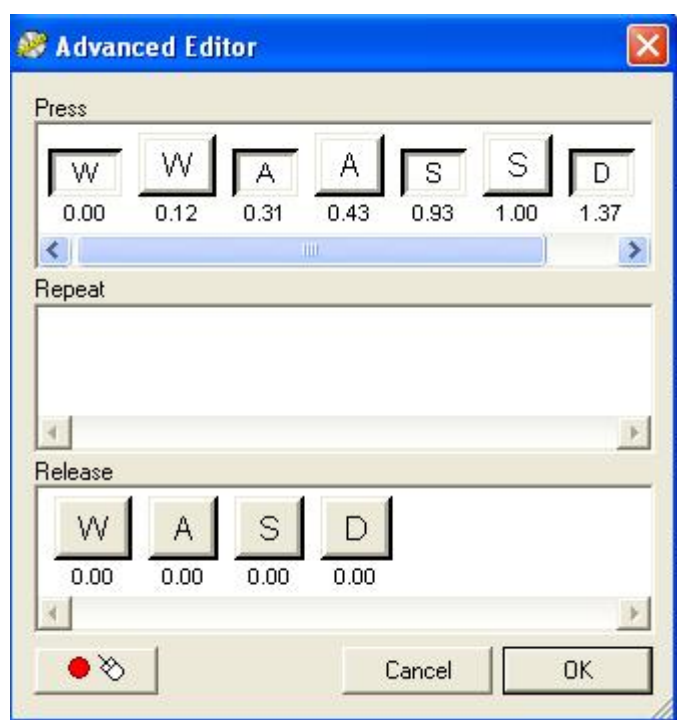 Advanced Editor
Press
W W A A S S D
0.00 0.12 0.31 0.43 0.93 1.00 1.37
Repeat
Release
W A S D
0.00 0.00 0.00 0.00
Cancel OK